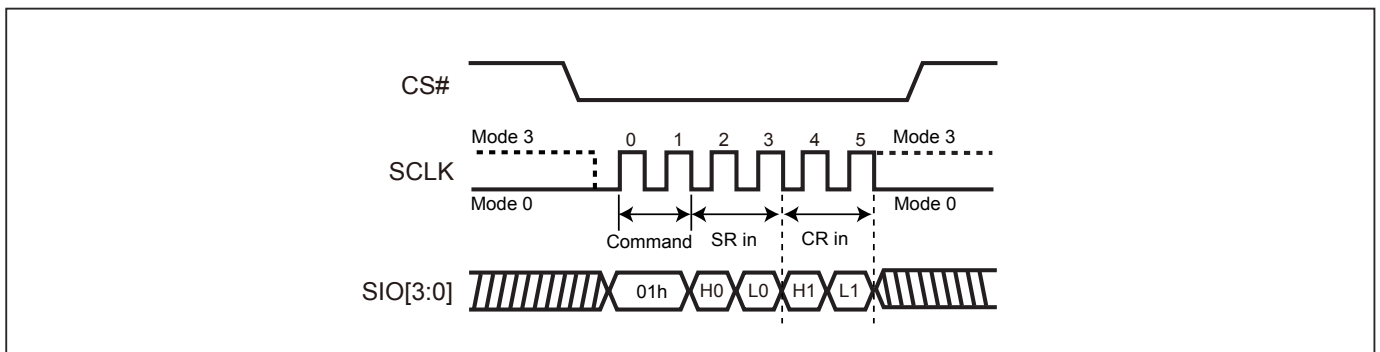 CS#
Mode 3 0 1 2 3 4 5 Mode 3
SCLK
Mode 0 Mode 0
Command SR in CR in
SIO[3:0] 01h H0 L0 H1 L1